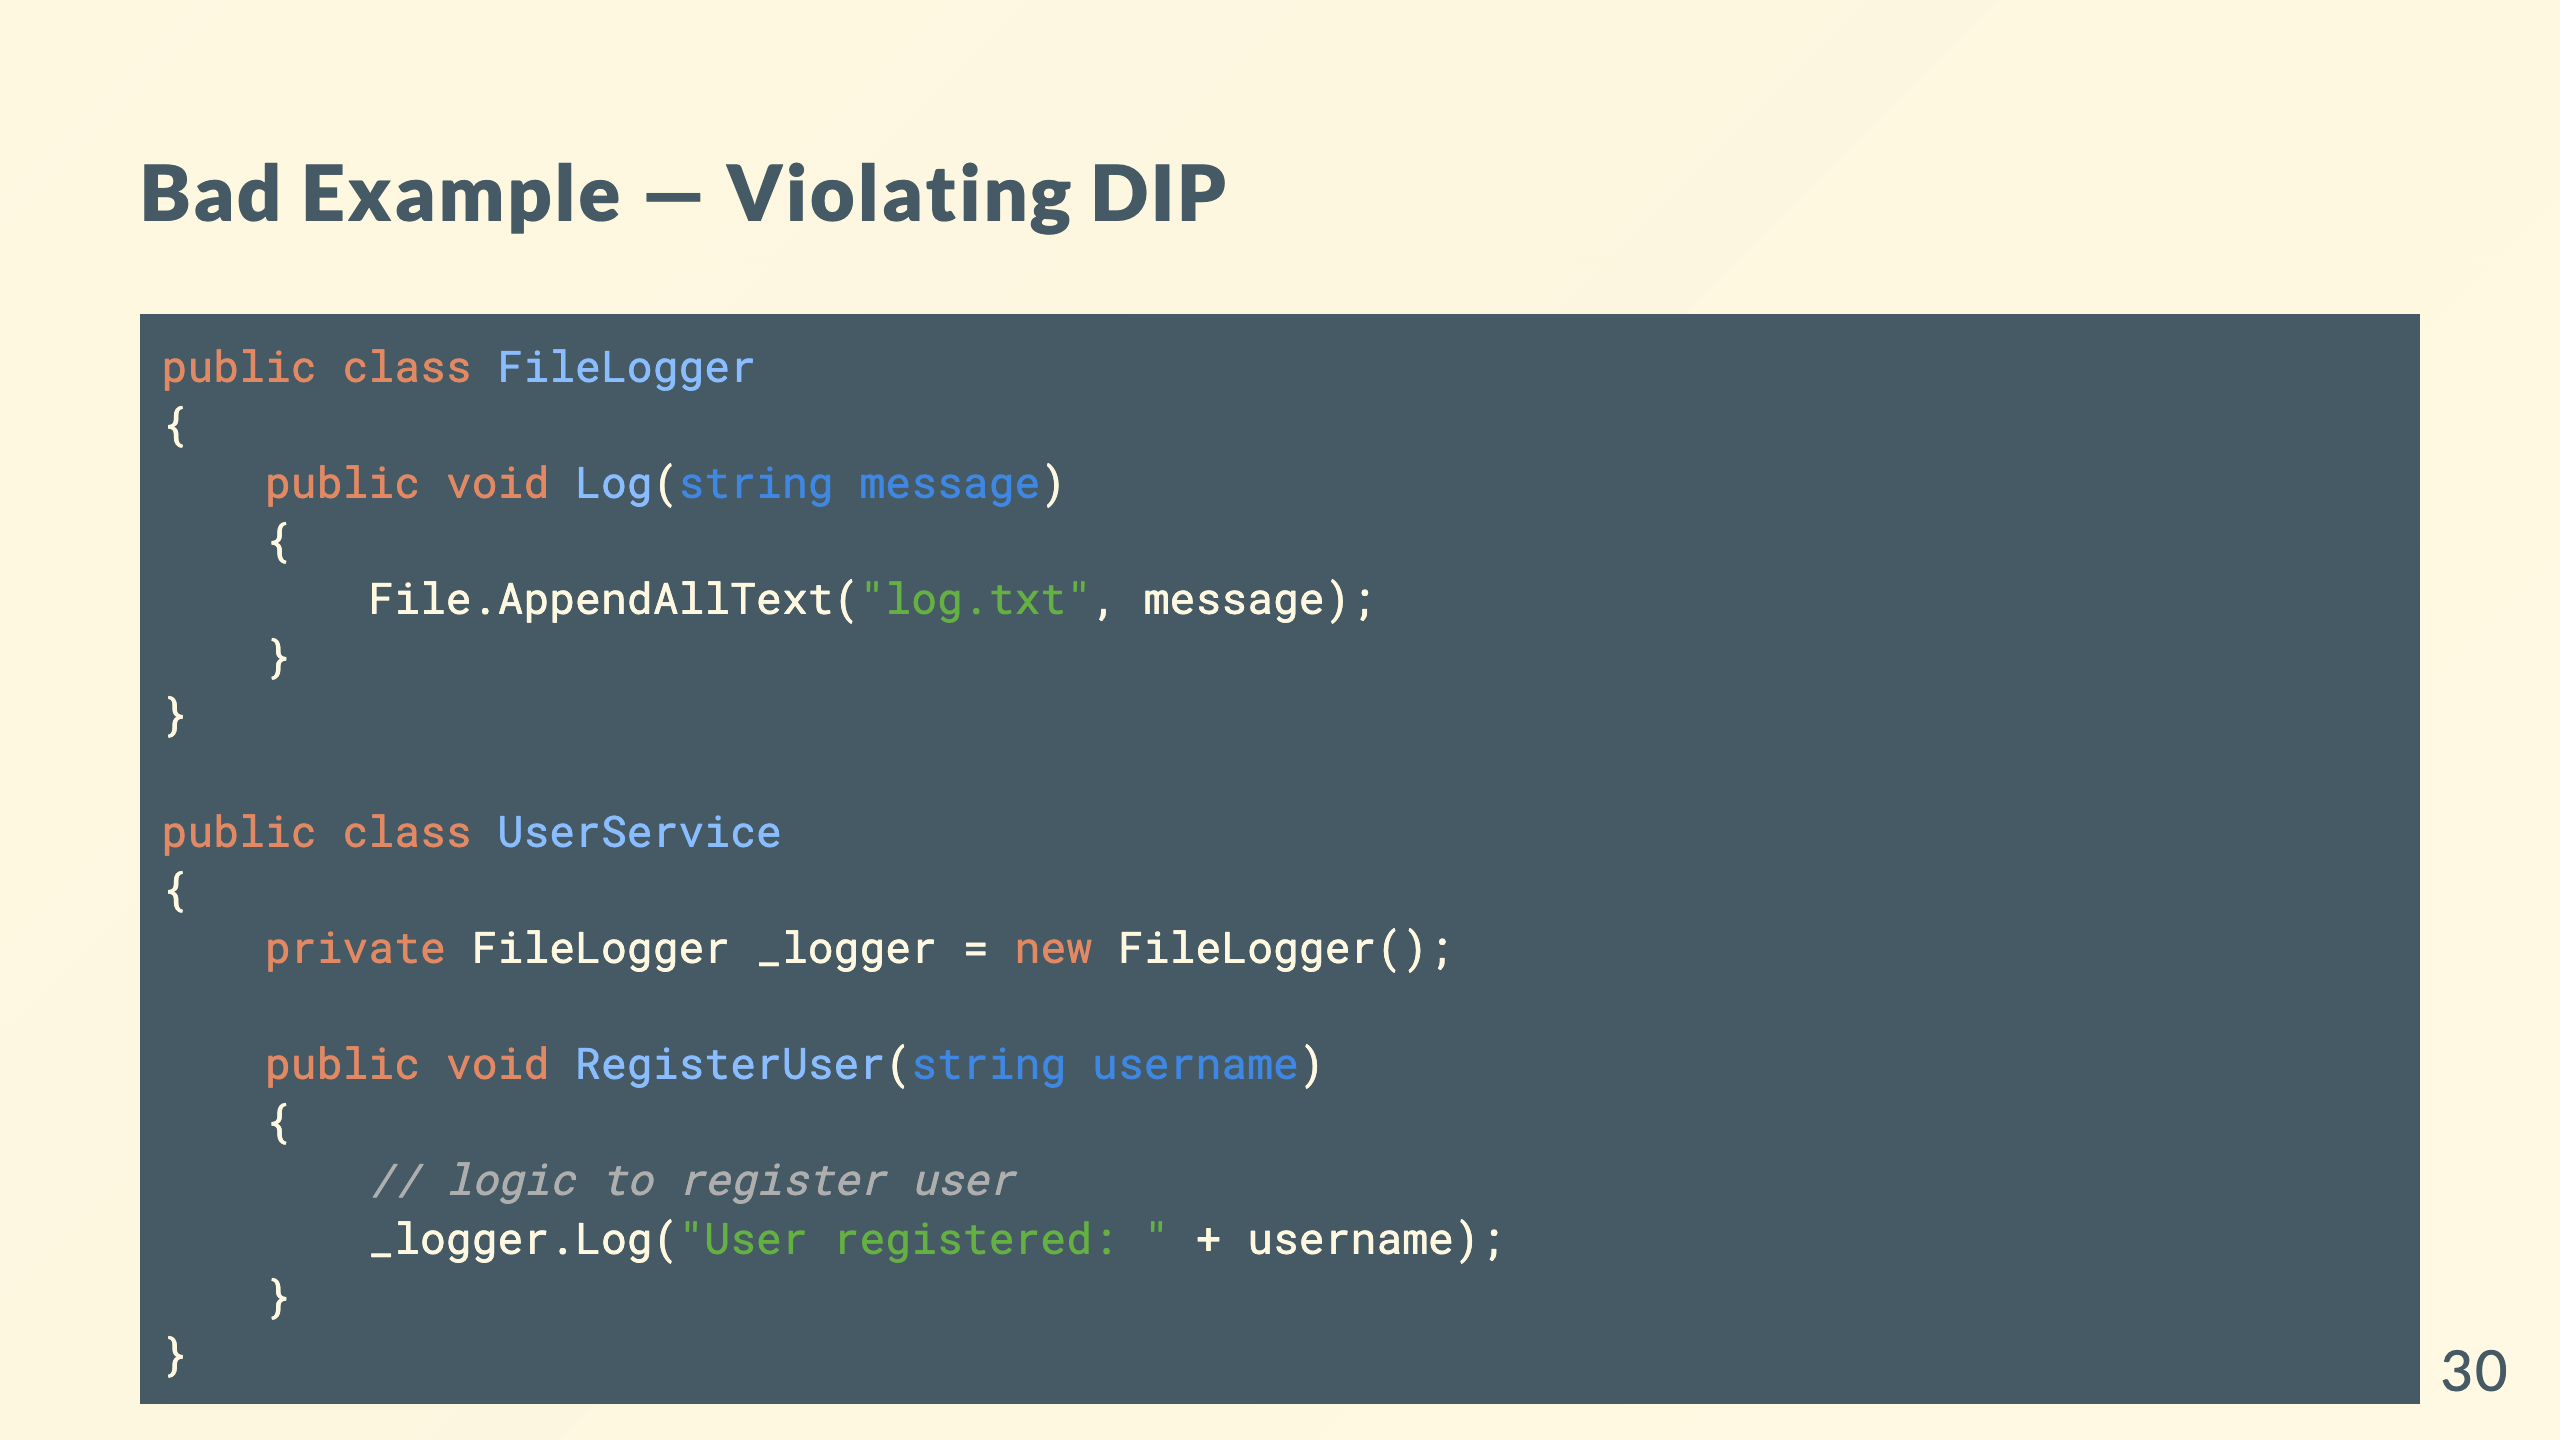 Bad Example — Violating DIP
public class FileLogger
{
    public void Log(string message)
    {
        File.AppendAllText("log.txt", message);
    }
}

public class UserService
{
    private FileLogger _logger = new FileLogger();

    public void RegisterUser(string username)
    {
        // logic to register user
        _logger.Log("User registered: " + username);
    }
}
30